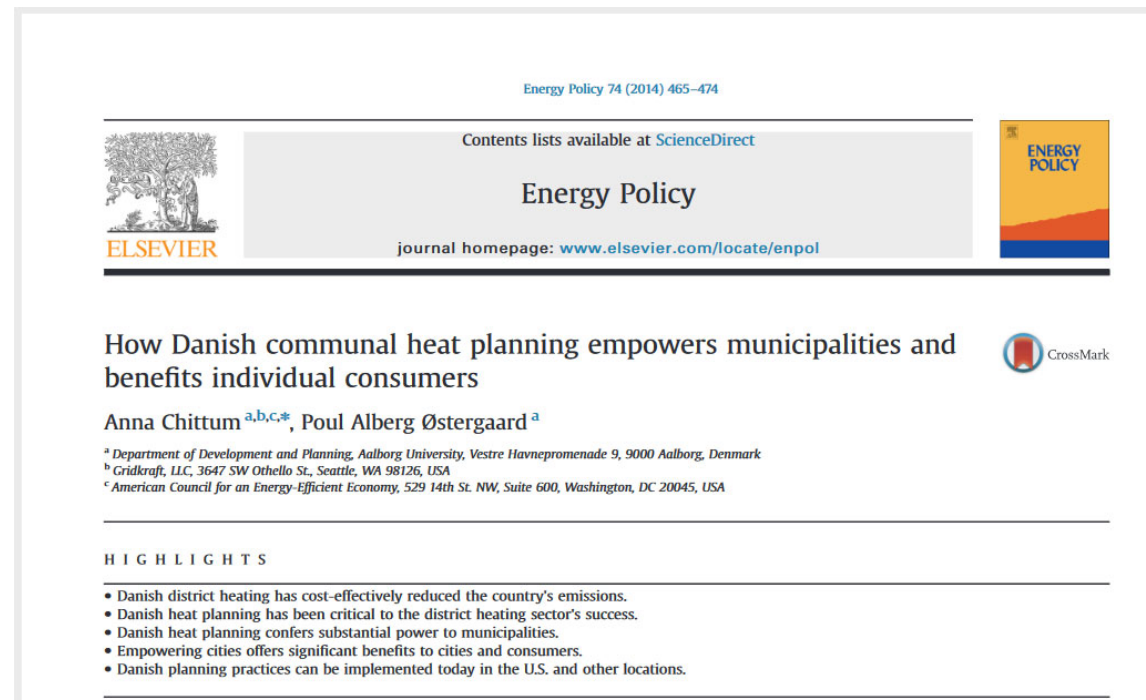 Energy Policy 74 (2014) 465–474
Contents lists available at ScienceDirect
Energy Policy
journal homepage: www.elsevier.com/locate/enpol
ELSEVIER
ENERGY
POLICY
How Danish communal heat planning empowers municipalities and
benefits individual consumers
CrossMark
Anna Chittum a,b,c,*, Poul Alberg Østergaard a
a Department of Development and Planning, Aalborg University, Vestre Havnepromenade 9, 9000 Aalborg, Denmark
b Gridkraft, LLC, 3647 SW Othello St., Seattle, WA 98126, USA
c American Council for an Energy-Efficient Economy, 529 14th St. NW, Suite 600, Washington, DC 20045, USA
HIGHLIGHTS
• Danish district heating has cost-effectively reduced the country's emissions.
• Danish heat planning has been critical to the district heating sector's success.
• Danish heat planning confers substantial power to municipalities.
• Empowering cities offers significant benefits to cities and consumers.
• Danish planning practices can be implemented today in the U.S. and other locations.